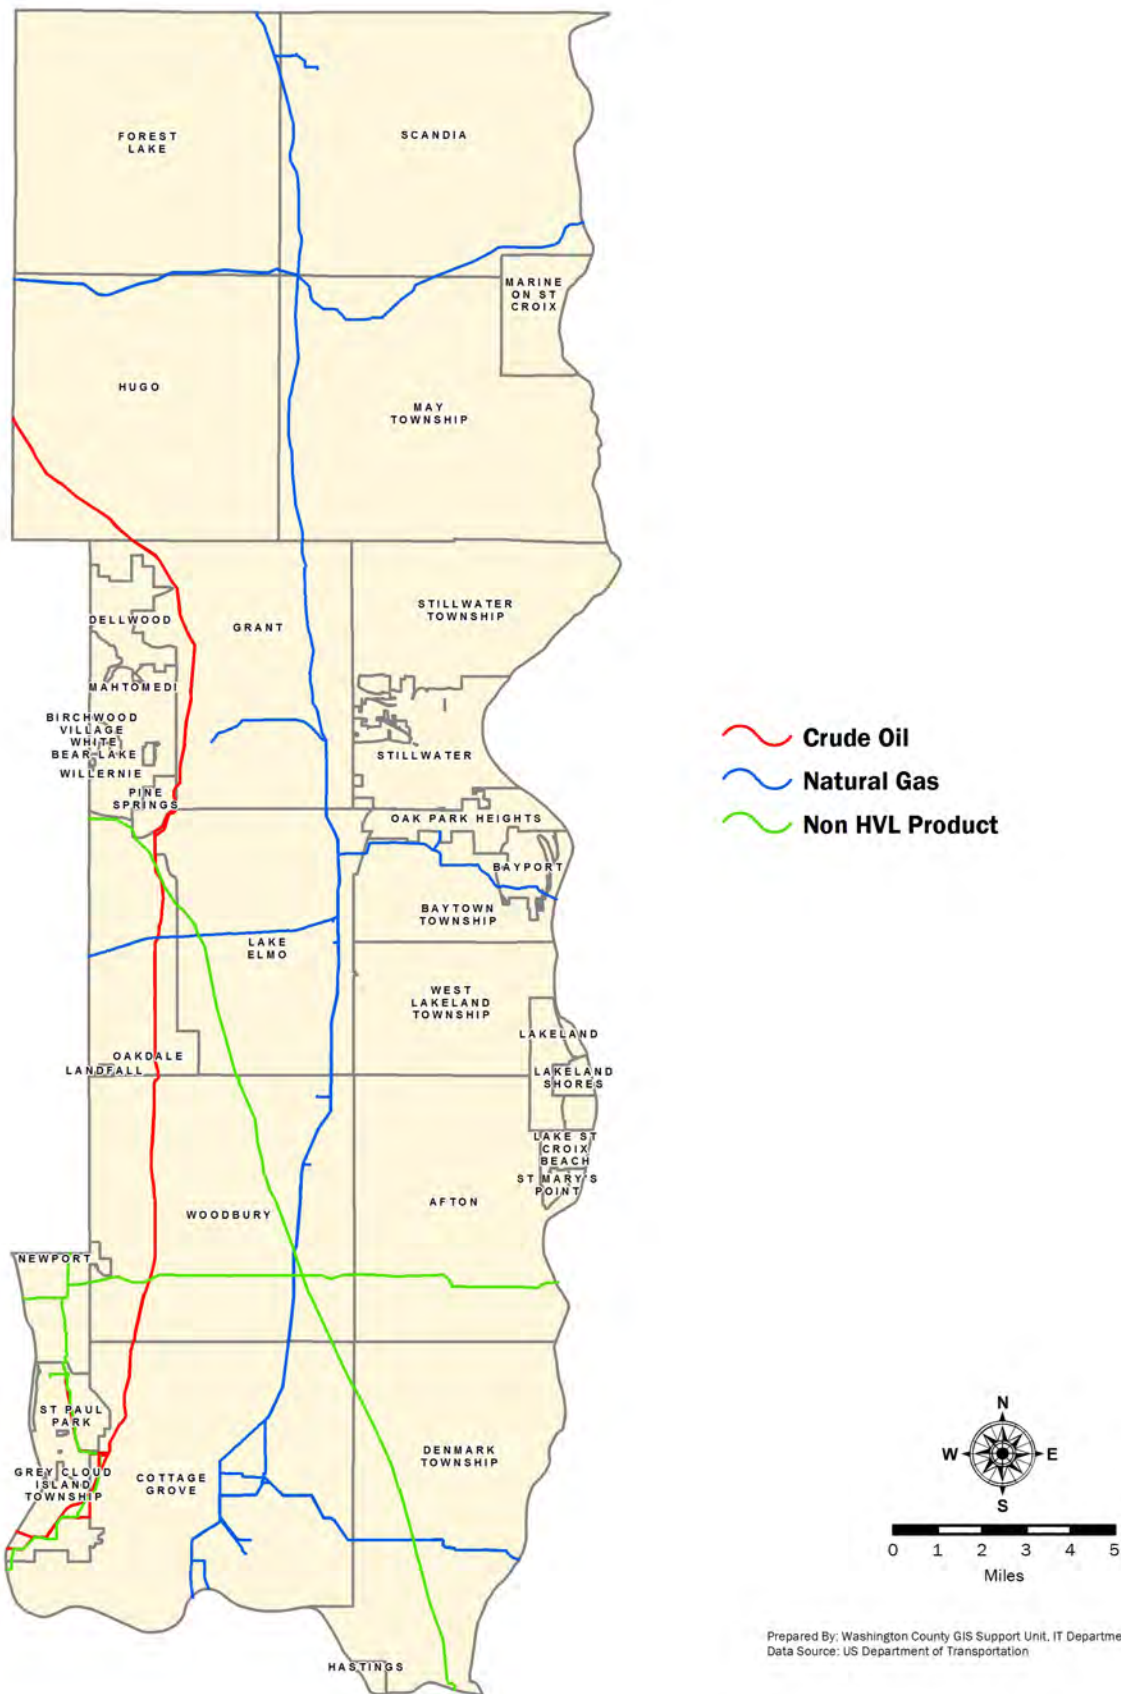 FOREST
LAKE
SCANDIA
MARINE
ON ST
CROIX
HUGO
MAY
TOWNSHIP
STILLWATER
TOWNSHIP
DELLWOOD
GRANT
MAHTOMEDI
BIRCHWOOD
VILLAGE
WHITE
BEAR LAKE
WILLERNIE
PINE
SPRINGS
STILLWATER
OAK PARK HEIGHTS
BAYPORT
BAYTOWN
TOWNSHIP
LAKE
ELMO
WEST
LAKELAND
TOWNSHIP
LAKELAND
OAKDALE
LANDFALL
LAKELAND
SHORES
LAKE ST
CROIX
BEACH
ST MARY'S
POINT
AFTON
WOODBURY
NEWPORT
ST PAUL
PARK
GREY CLOUD
ISLAND
TOWNSHIP
COTTAGE
GROVE
DENMARK
TOWNSHIP
HASTINGS
Crude Oil
Natural Gas
Non HVL Product
N
W E
S
0 1 2 3 4 5
Miles
Prepared By: Washington County GIS Support Unit, IT Departme
Data Source: US Department of Transportation